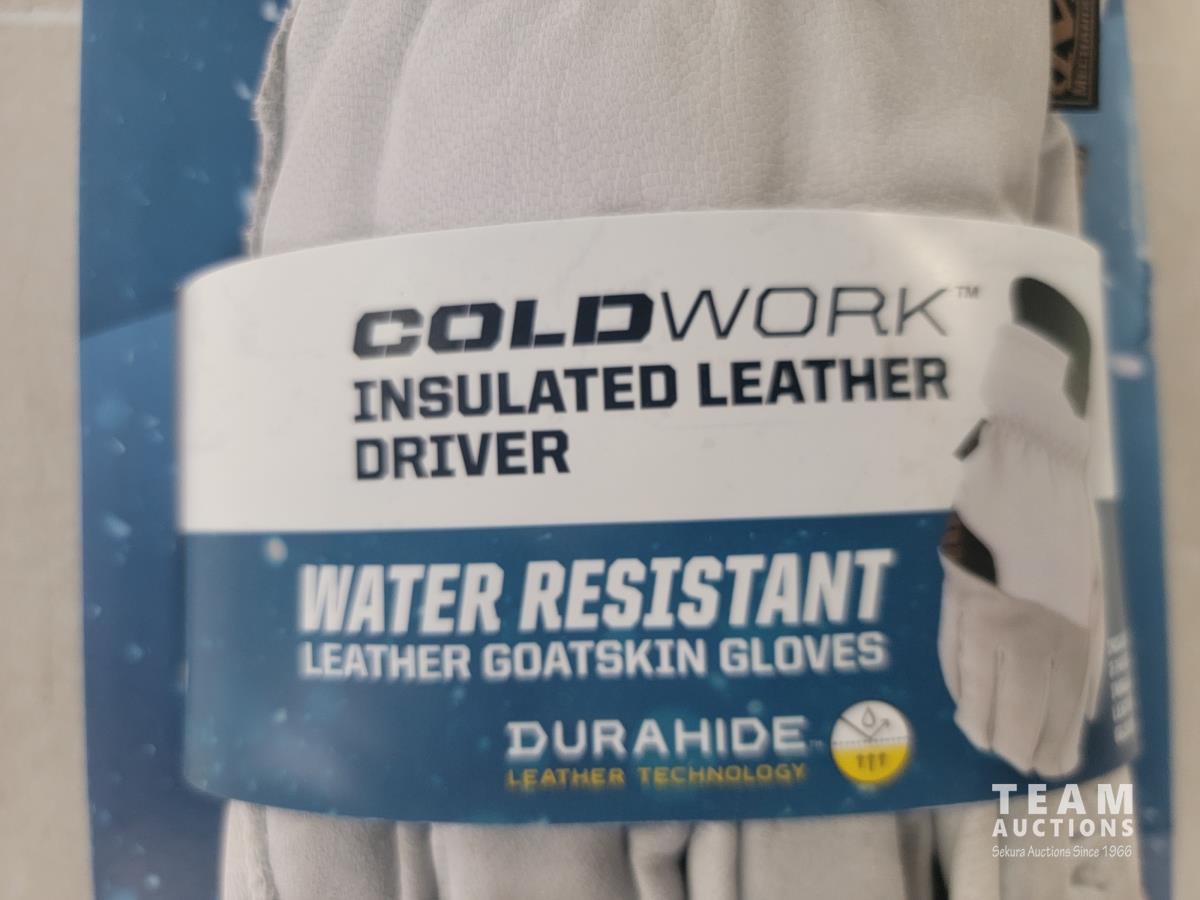 COLDWORK™
INSULATED LEATHER
DRIVER
WATER RESISTANT
LEATHER GOATSKIN GLOVES
DURAHIDE™
LEATHER TECHNOLOGY
TEAM
AUCTIONS
Sekura Auctions Since 1966